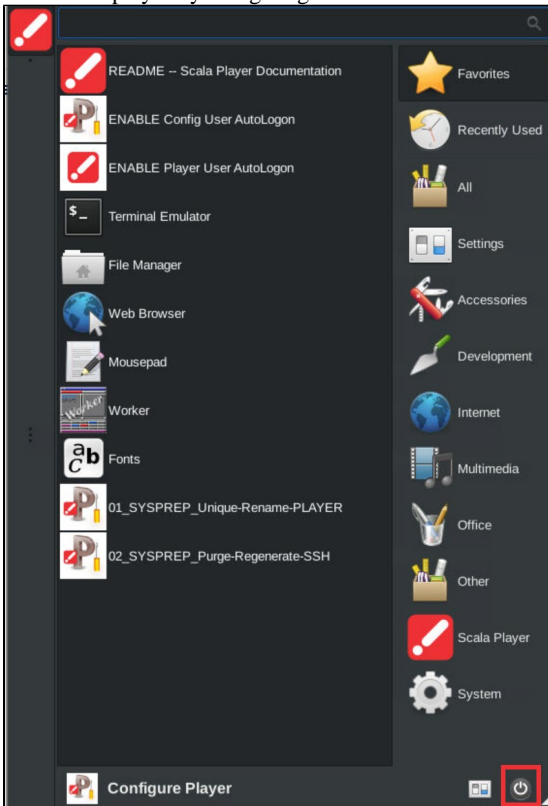 README -- Scala Player Documentation
ENABLE Config User AutoLogon
ENABLE Player User AutoLogon
$_
Terminal Emulator
File Manager
Web Browser
Mousepad
Worker
Worker
ab
c
Fonts
01_SYSPREP_Unique-Rename-PLAYER
02_SYSPREP_Purge-Regenerate-SSH
Favorites
Recently Used
All
Settings
Accessories
Development
Internet
Multimedia
Office
Other
Scala Player
System
Configure Player